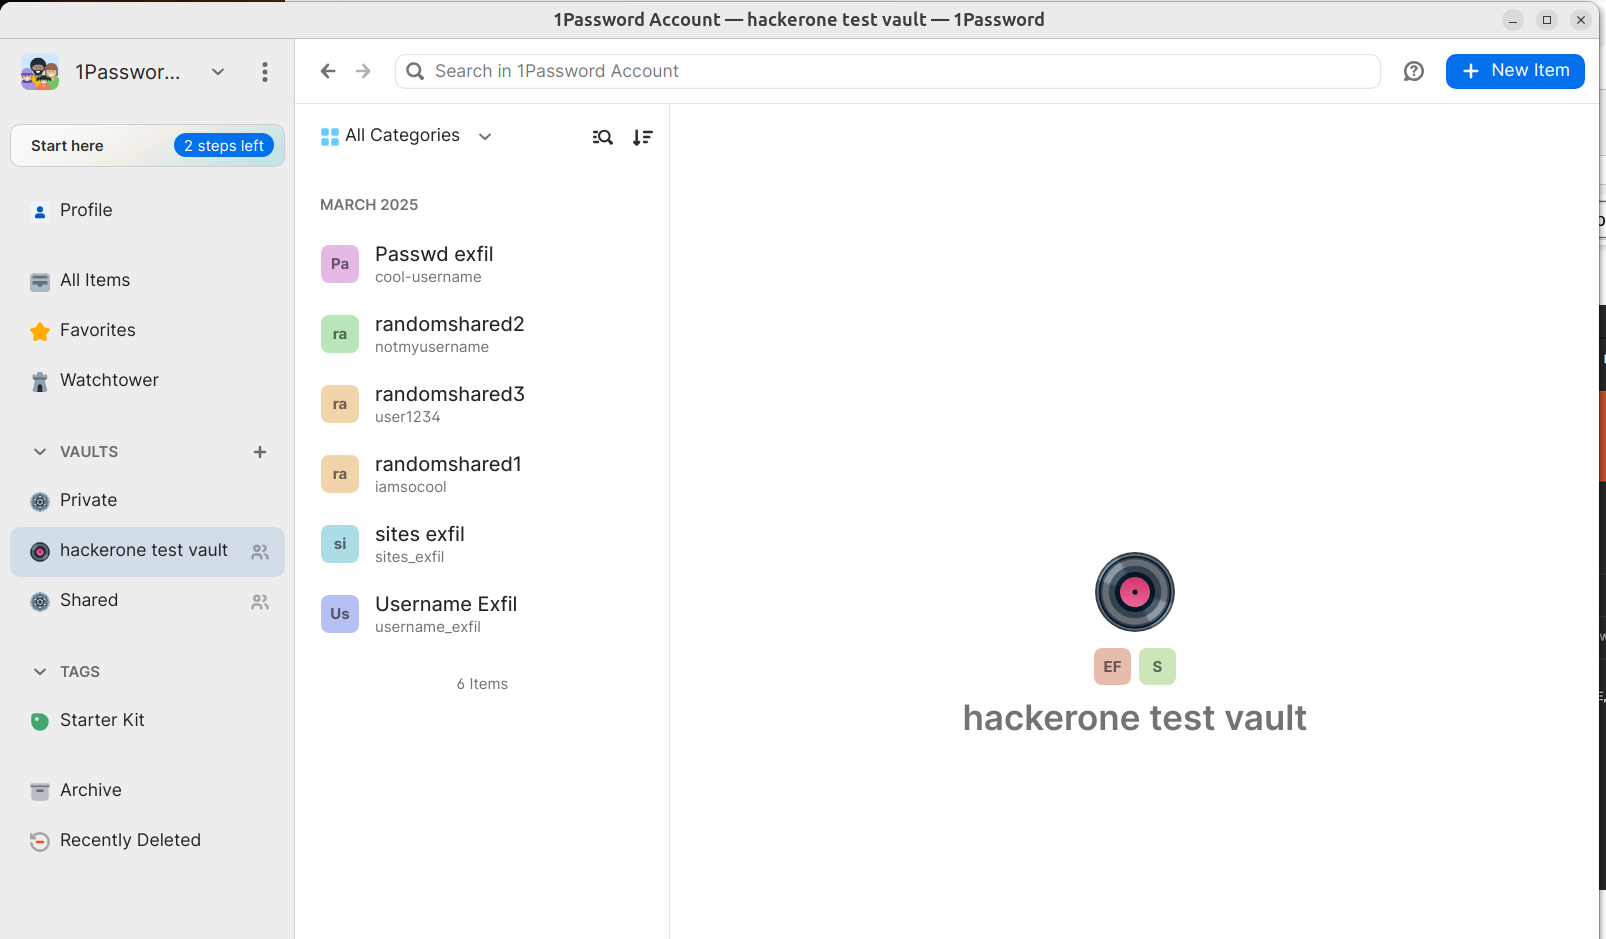 1Password Account — hackerone test vault — 1Password
1Passwor...
Search in 1Password Account
New Item
Start here
2 steps left
Profile
All Items
Favorites
Watchtower
VAULTS
Private
hackerone test vault
Shared
TAGS
Starter Kit
Archive
Recently Deleted
All Categories
MARCH 2025
Pa
Passwd exfil
cool-username
ra
randomshared2
notmyusername
ra
randomshared3
user1234
ra
randomshared1
iamsocool
si
sites exfil
sites_exfil
Us
Username Exfil
username_exfil
6 Items
EF S
hackerone test vault